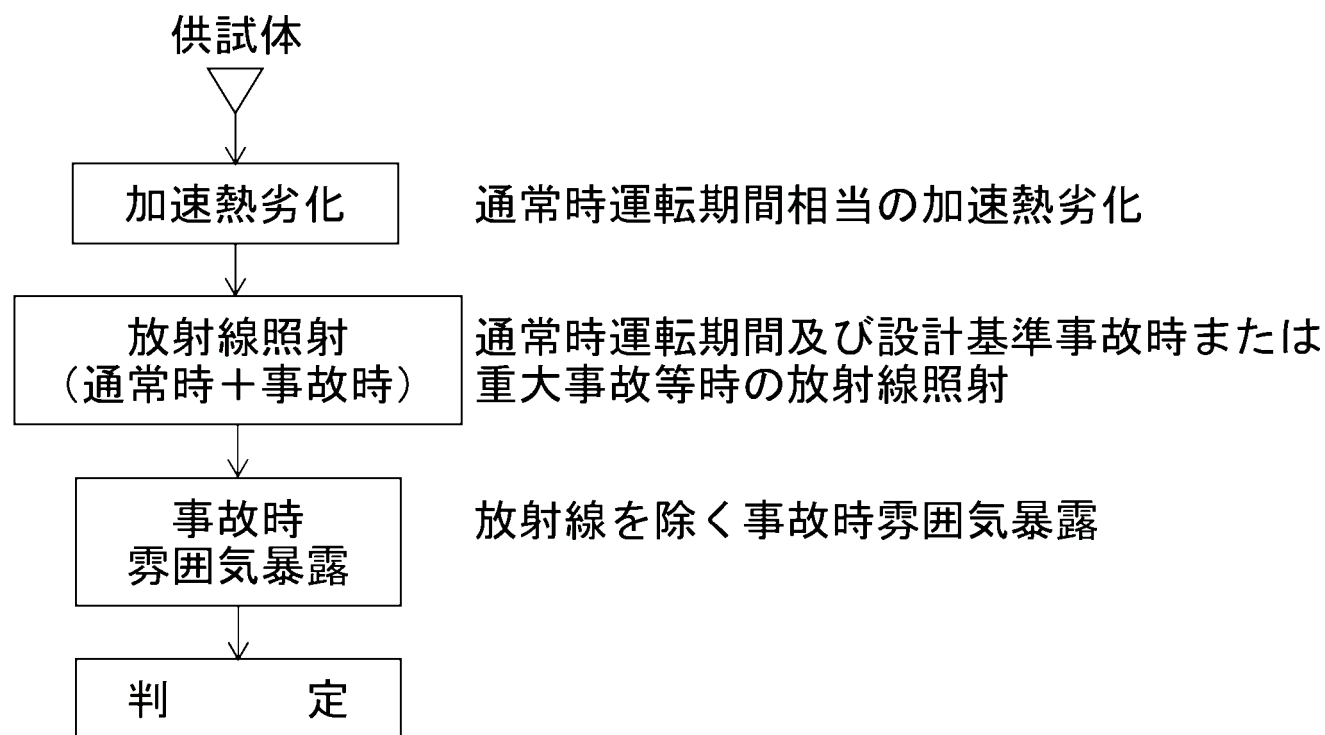 供試体
加速熱劣化
通常時運転期間相当の加速熱劣化
放射線照射
（通常時＋事故時）
通常時運転期間及び設計基準事故時または
重大事故等時の放射線照射
事故時
雰囲気暴露
放射線を除く事故時雰囲気暴露
判　　　定